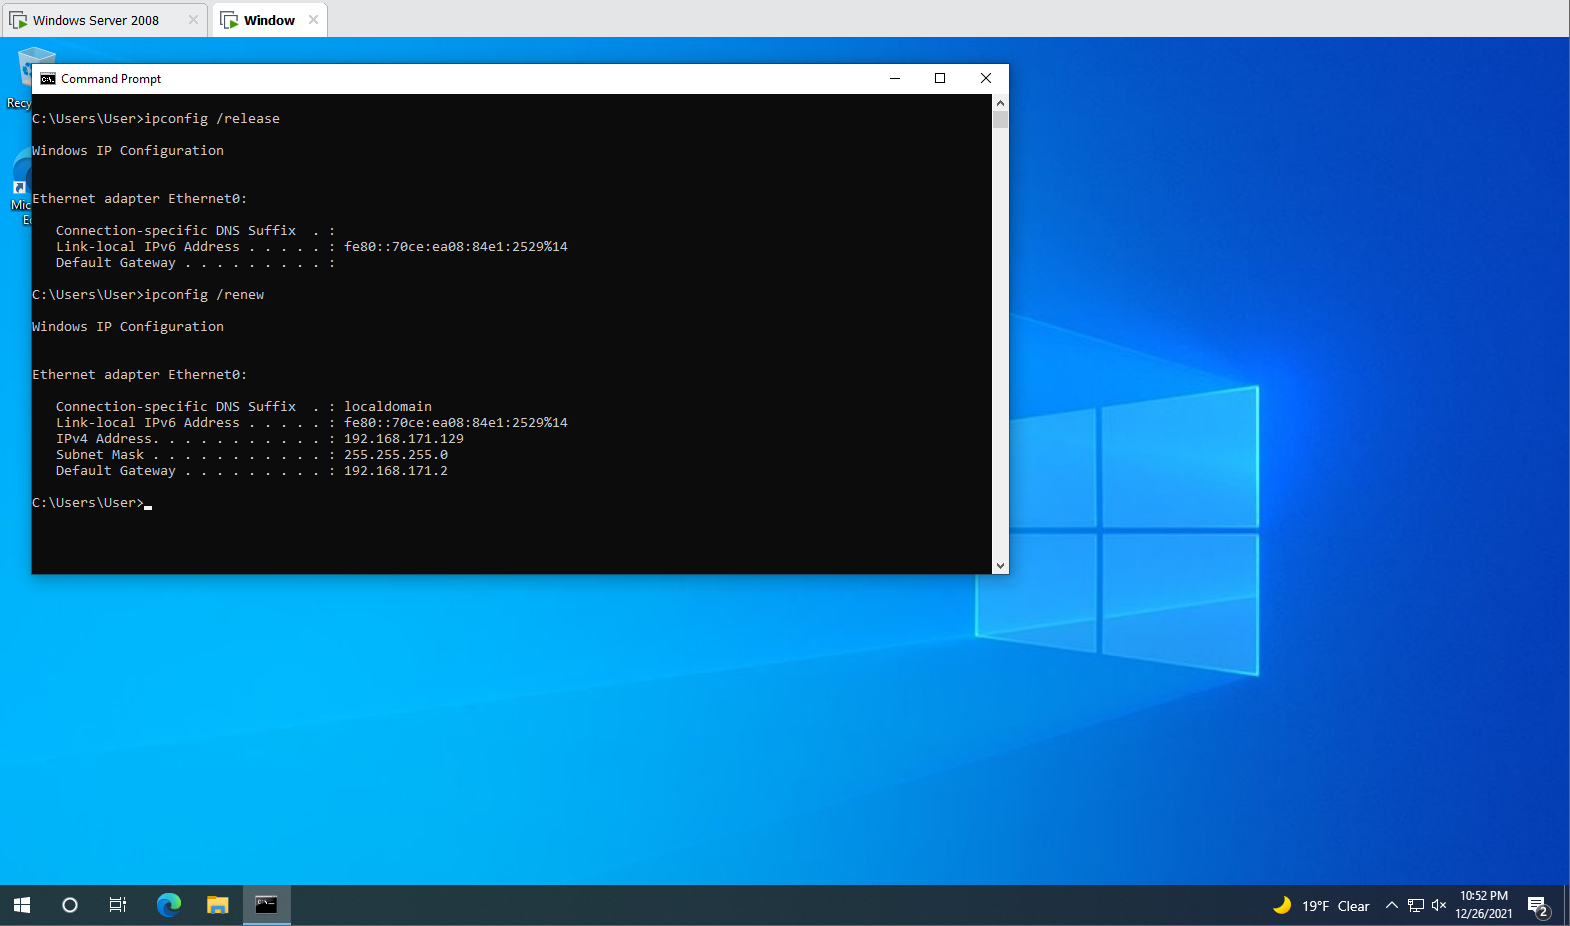 Windows Server 2008
Window
Recy
Mic
Ec
Command Prompt
C:\Users\User>ipconfig /release
Windows IP Configuration
Ethernet adapter Ethernet0:
Connection-specific DNS Suffix  . :
Link-local IPv6 Address . . . . . : fe80::70ce:ea08:84e1:2529%14
Default Gateway . . . . . . . . . :
C:\Users\User>ipconfig /renew
Windows IP Configuration
Ethernet adapter Ethernet0:
Connection-specific DNS Suffix  . : localdomain
Link-local IPv6 Address . . . . . : fe80::70ce:ea08:84e1:2529%14
IPv4 Address. . . . . . . . . . . : 192.168.171.129
Subnet Mask . . . . . . . . . . . : 255.255.255.0
Default Gateway . . . . . . . . . : 192.168.171.2
C:\Users\User>
19°F Clear
10:52 PM
12/26/2021
2